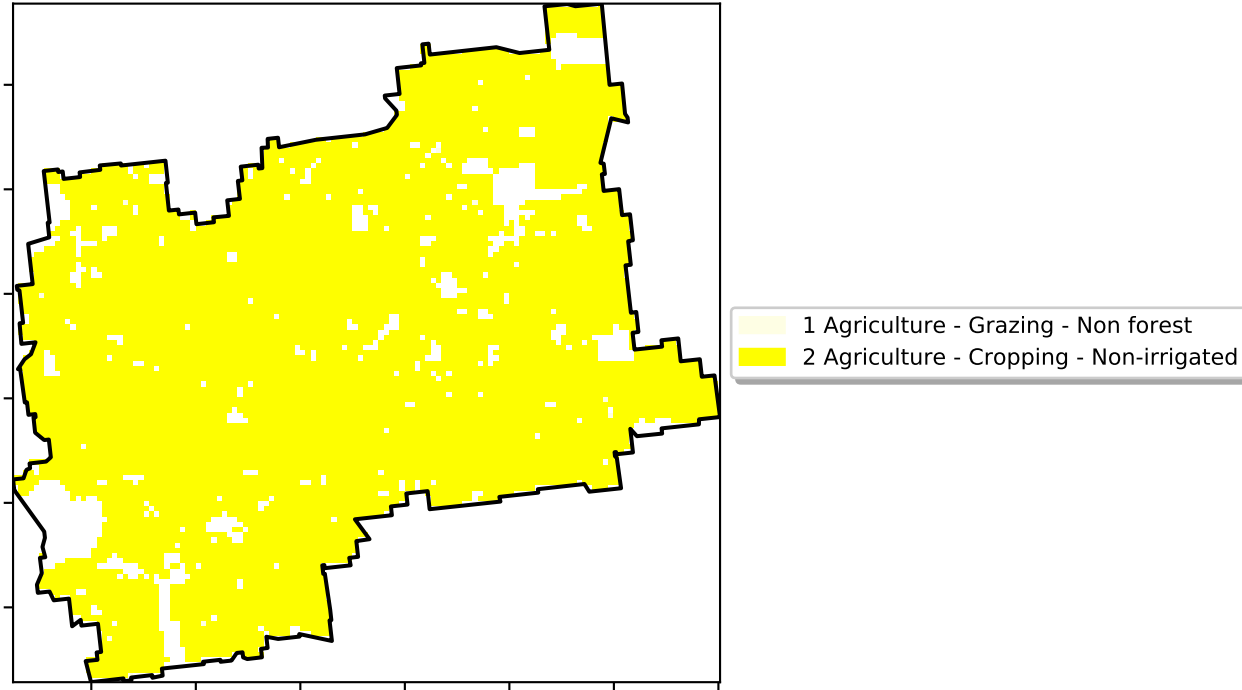 1 Agriculture - Grazing - Non forest
2 Agriculture - Cropping - Non-irrigated